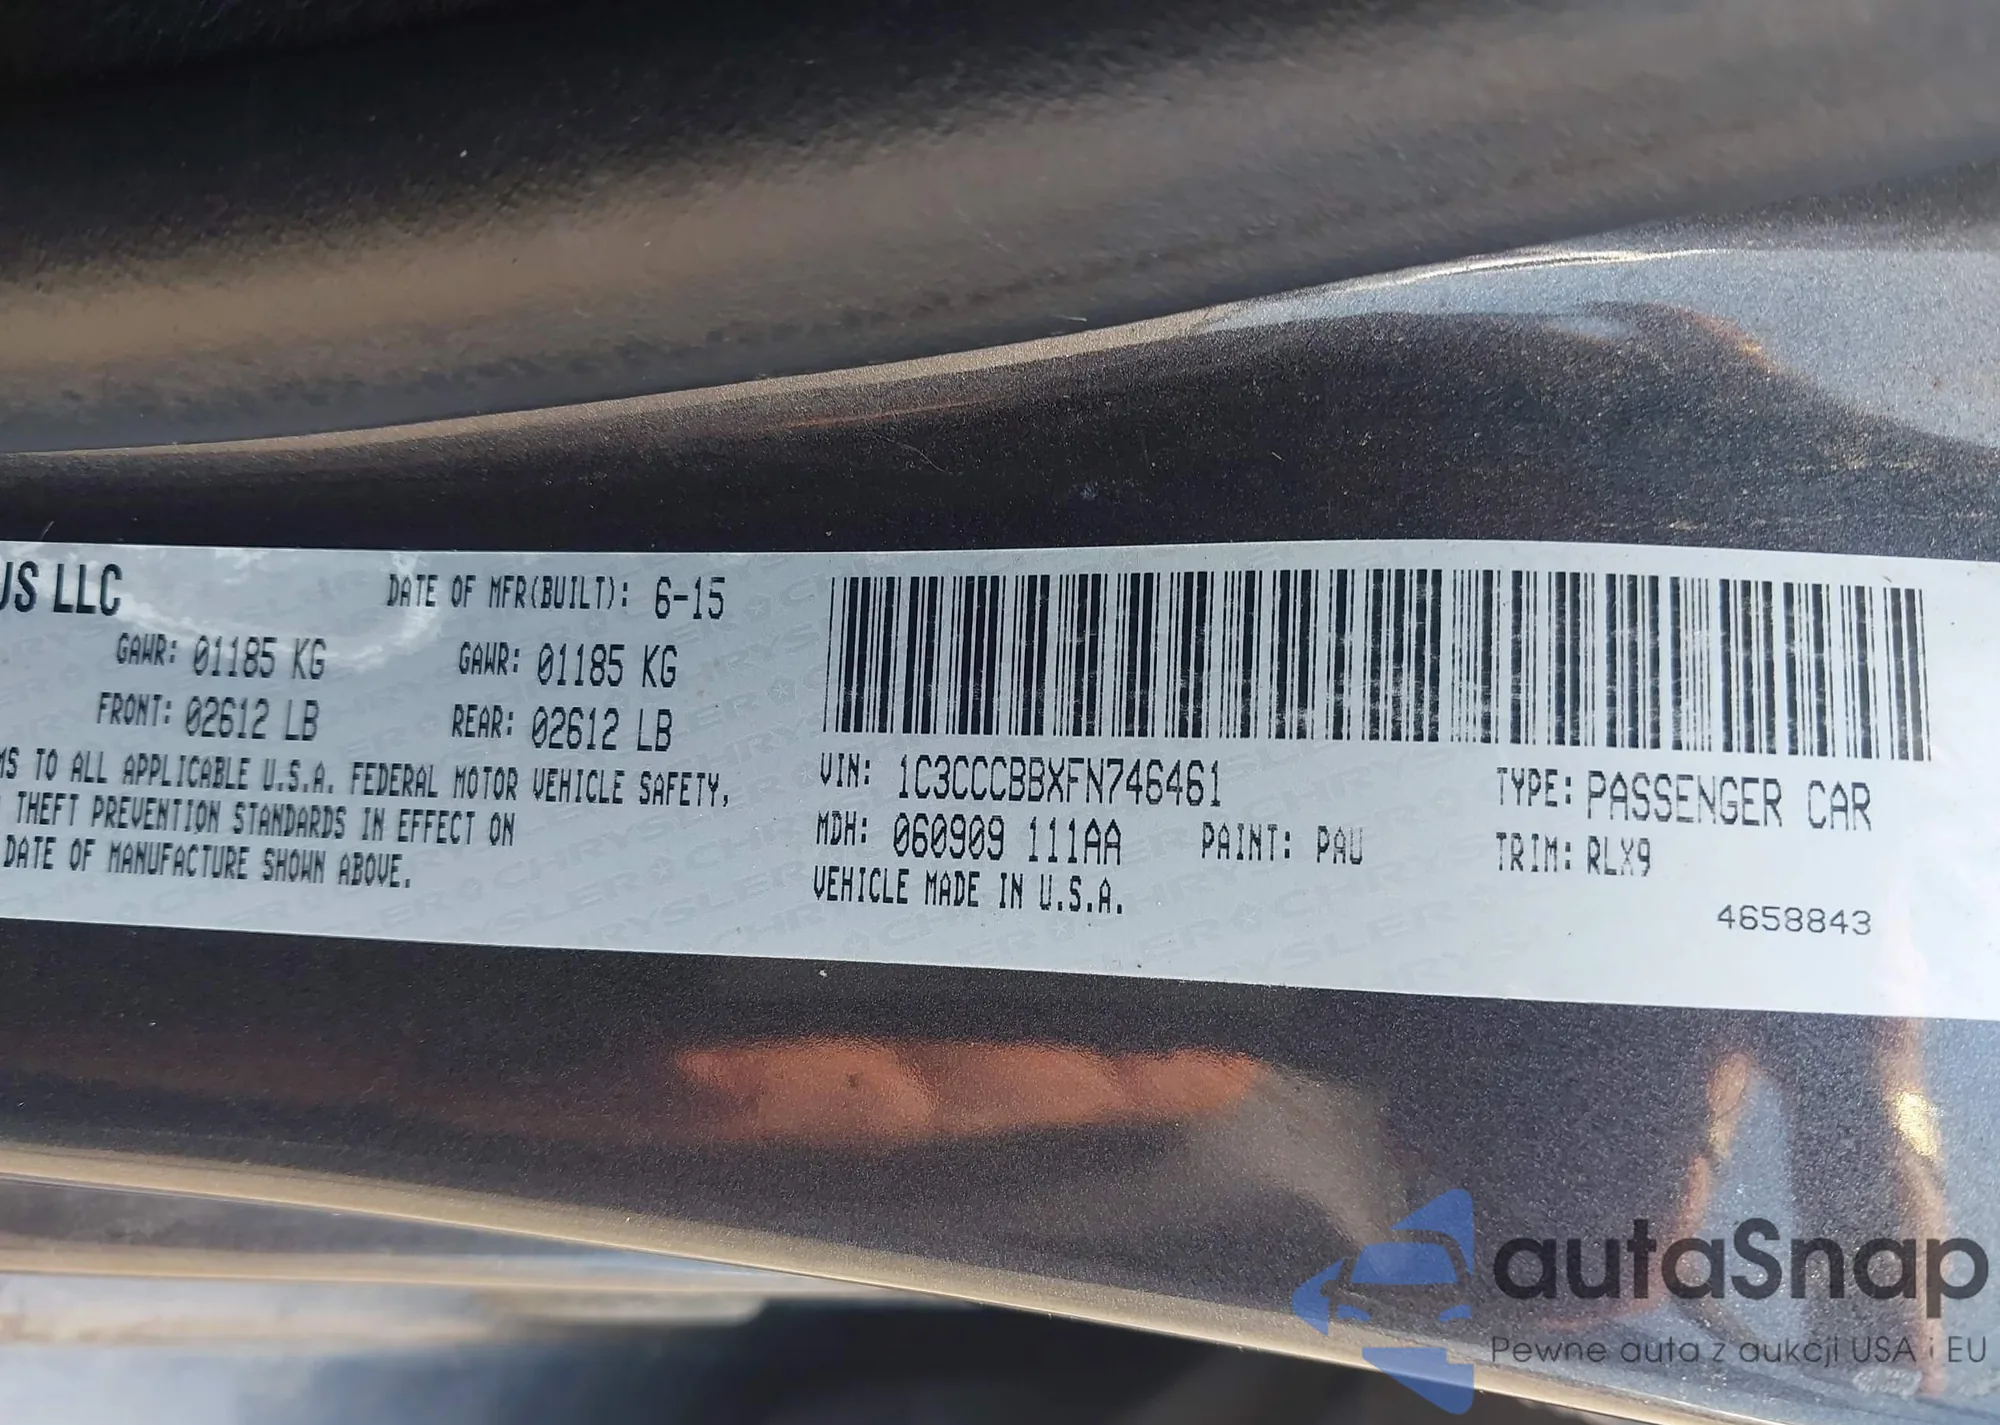 US LLC
DATE OF MFR(BUILT): 6-15
GAWR: 01185 KG GAWR: 01185 KG
FRONT: 02612 LB REAR: 02612 LB
MS TO ALL APPLICABLE U.S.A. FEDERAL MOTOR VEHICLE SAFETY,
THEFT PREVENTION STANDARDS IN EFFECT ON
DATE OF MANUFACTURE SHOWN ABOVE.
VIN: 1C3CCCBBXFN746461 TYPE: PASSENGER CAR
MDH: 060909 111AA PAINT: PAU TRIM: RLX9
VEHICLE MADE IN U.S.A.
4658843
autaSnap
Pewne auta z aukcji USA i EU